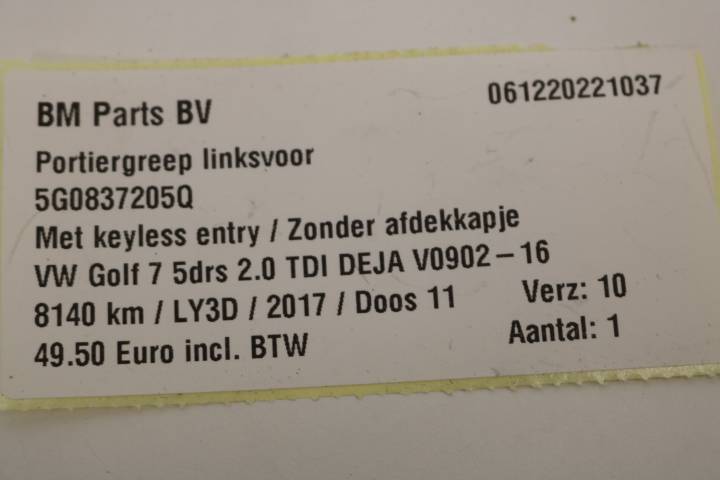 BM Parts BV 061220221037
Portiergreep linksvoor
5G0837205Q
Met keyless entry / Zonder afdekkapje
VW Golf 7 5drs 2.0 TDI DEJA V0902-16
8140 km / LY3D / 2017 / Doos 11 Verz: 10
49.50 Euro incl. BTW Aantal: 1